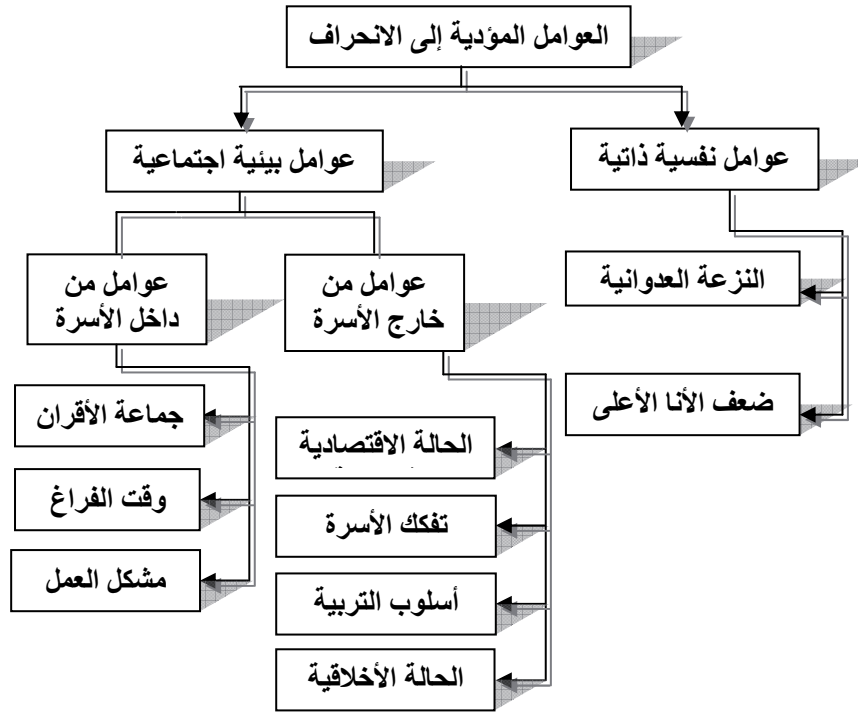 العوامل المؤدية إلى الانحراف
عوامل نفسية ذاتية
عوامل بيئية اجتماعية
النزعة العدوانية
ضعف الأنا الأعلى
عوامل من
خارج الأسرة
عوامل من
داخل الأسرة
الحالة الاقتصادية
تفكك الأسرة
أسلوب التربية
الحالة الأخلاقية
جماعة الأقران
وقت الفراغ
مشكل العمل